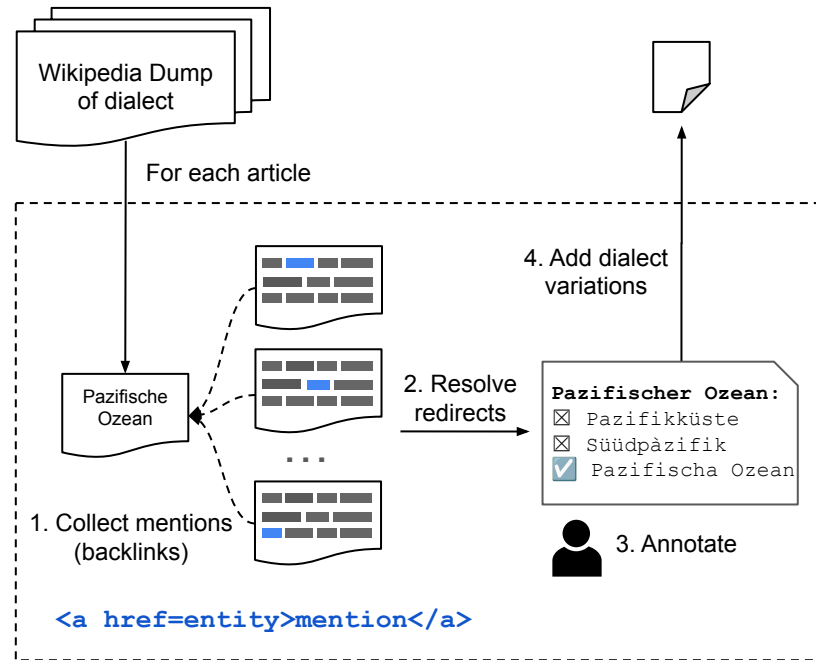 Wikipedia Dump
of dialect
For each article
4. Add dialect
variations
Pazifische
Ozean
2. Resolve
redirects
Pazifischer Ozean:
☒ Pazifikküste
☒ Süüdpàzifik
☑ Pazifischa Ozean
...
1. Collect mentions
(backlinks)
3. Annotate
<a href=entity>mention</a>